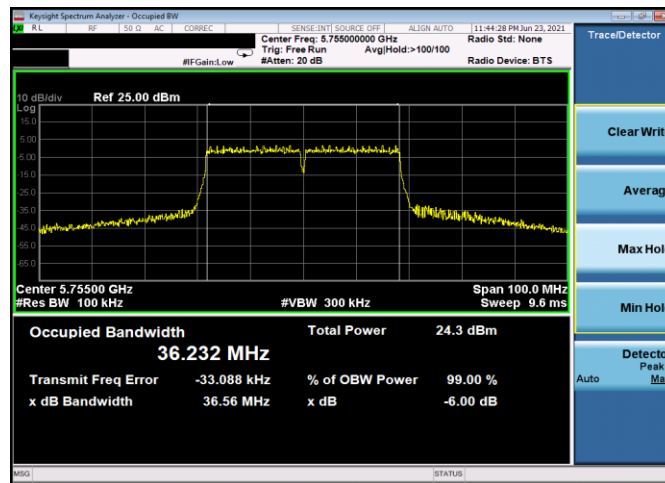 Keysight Spectrum Analyzer - Occupied BW
RL RF 50 Ω AC CORREC SENSE:INT SOURCE OFF ALIGN AUTO 11:44:28 PM Jun 23, 2021
Center Freq: 5.755000000 GHz Radio Std: None
Trig: Free Run Avg|Hold:>100/100
#IFGain:Low #Atten: 20 dB Radio Device: BTS
Trace/Detector
10 dB/div Ref 25.00 dBm
Log
15.0
5.00
-5.00
-15.0
-25.0
-35.0
-45.0
-55.0
-65.0
Center 5.75500 GHz Span 100.0 MHz
#Res BW 100 kHz #VBW 300 kHz Sweep 9.6 ms
Occupied Bandwidth Total Power 24.3 dBm
36.232 MHz
Transmit Freq Error -33.088 kHz % of OBW Power 99.00 %
x dB Bandwidth 36.56 MHz x dB -6.00 dB
Clear Writ
Averag
Max Hol
Min Hol
Detecto
Peak
Auto Ma
MSG STATUS